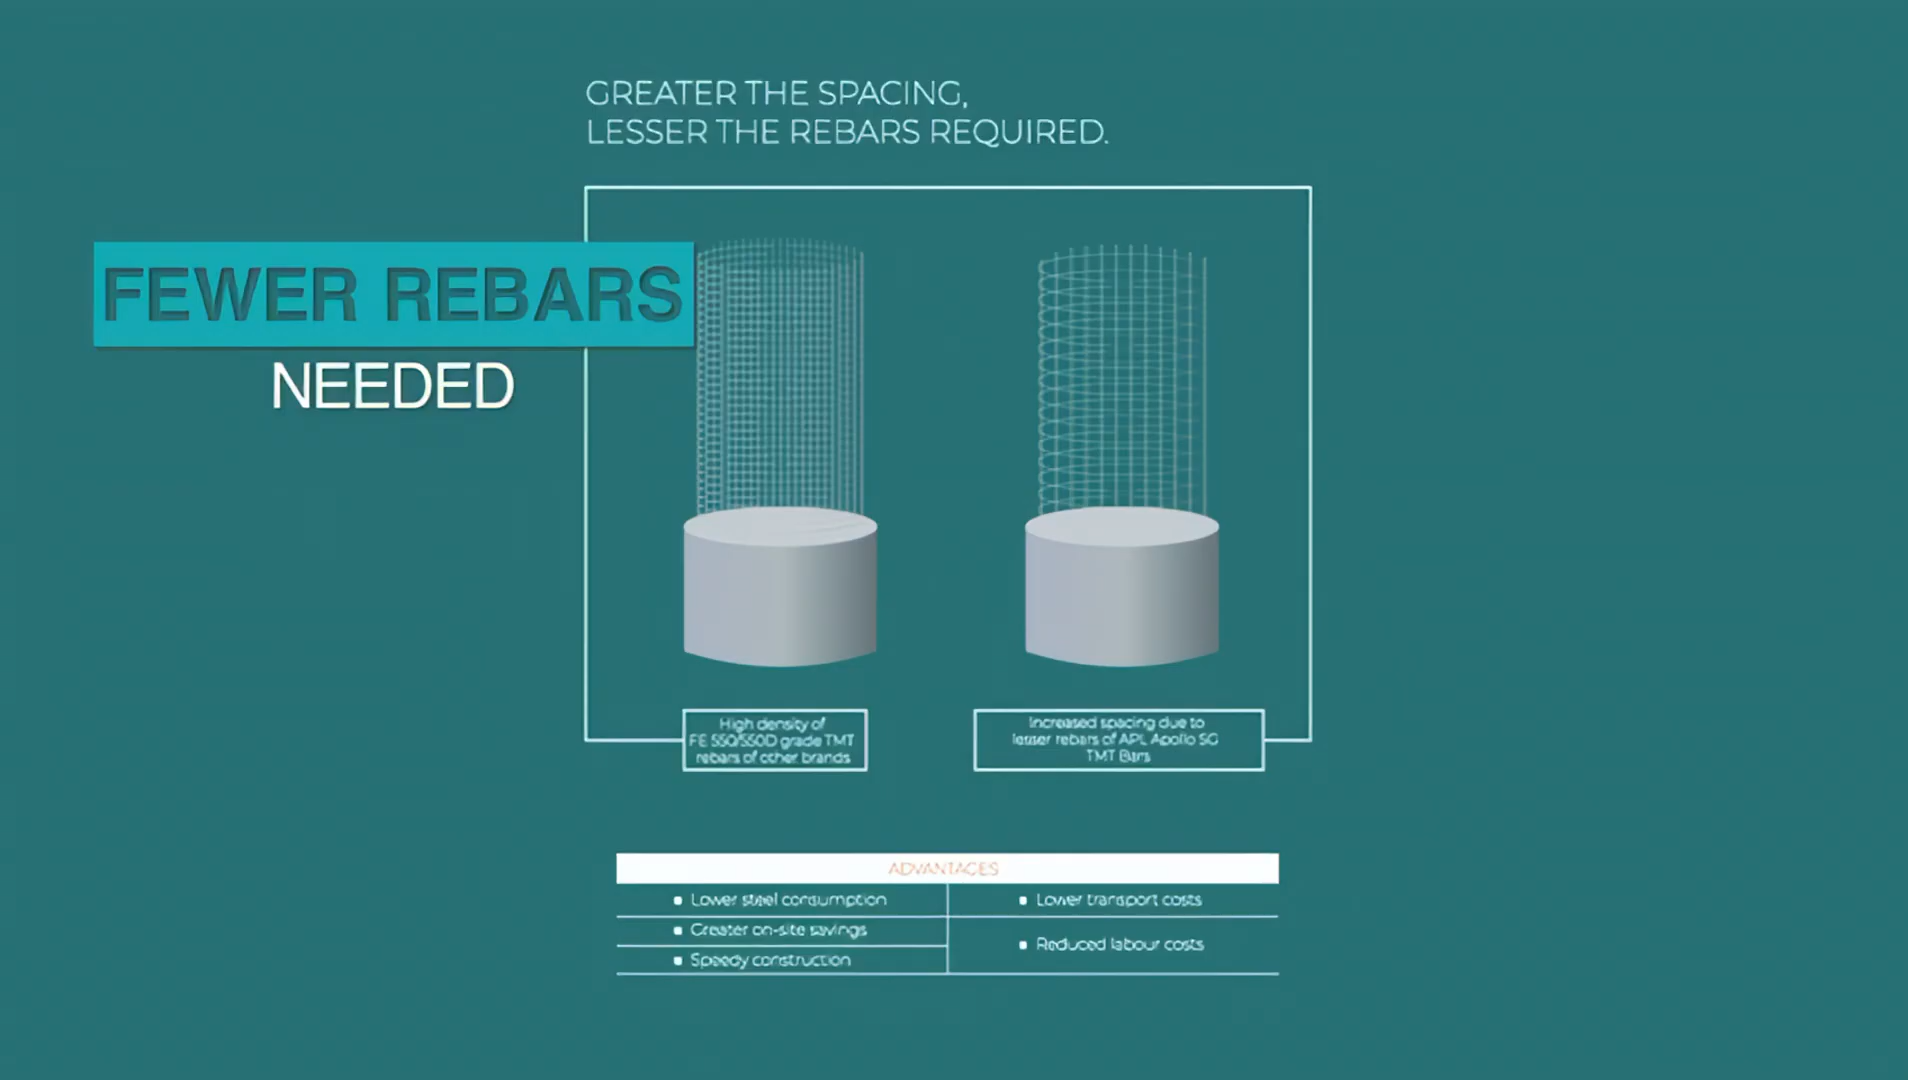 GREATER THE SPACING,
LESSER THE REBARS REQUIRED.
FEWER REBARS
NEEDED
High density of
FE 550/550D grade TMT
rebars of other brands
Increased spacing due to
lesser rebars of APL Apollo SG
TMT Bars
ADVANTAGES
Lower steel consumption
Greater on-site savings
Speedy construction
Lower transport costs
Reduced labour costs